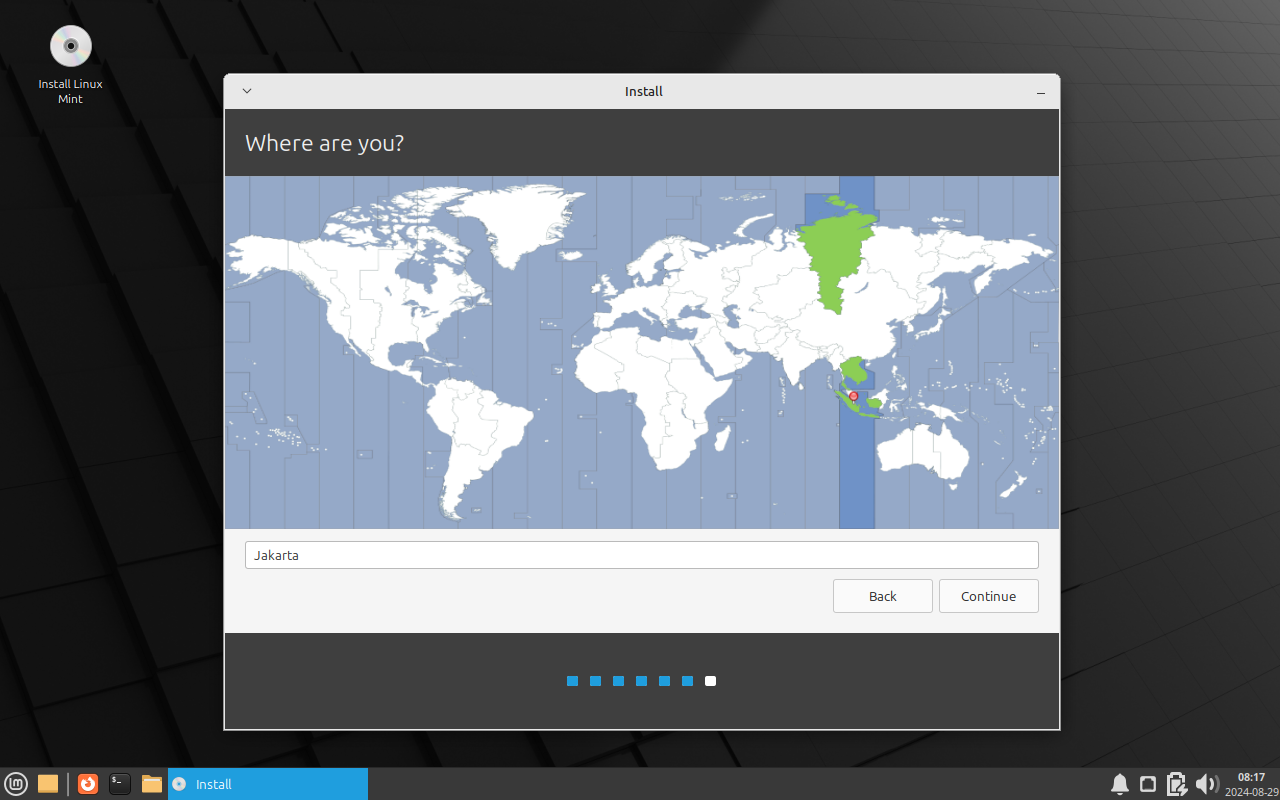 Install Linux
Mint
Install
Where are you?
Jakarta
Back
Continue
$-
Install
08:17
2024-08-29